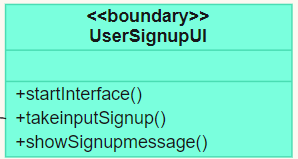 <<boundary>>
UserSignupUI
+startInterface()
+takeinputSignup()
+showSignupmessage()